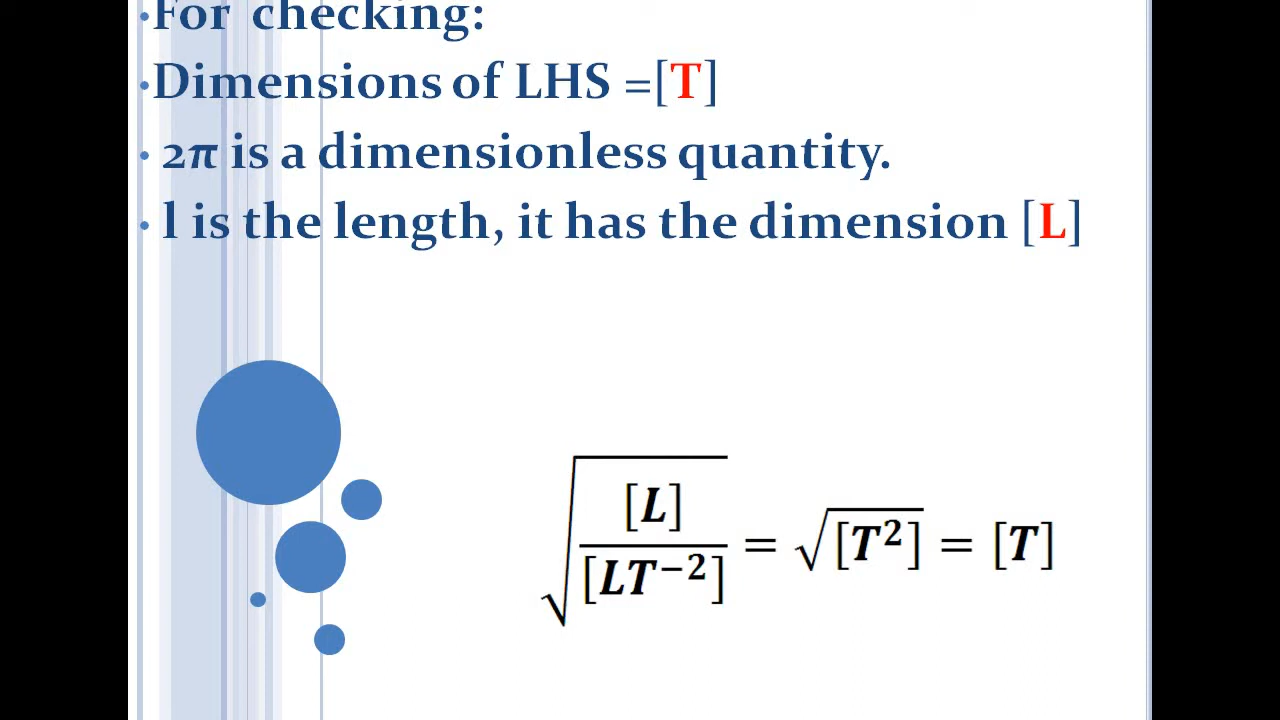 •For checking:
•Dimensions of LHS =[T]
• 2π is a dimensionless quantity.
• l is the length, it has the dimension [L]
√([L]/[LT⁻²]) = √[T²] = [T]